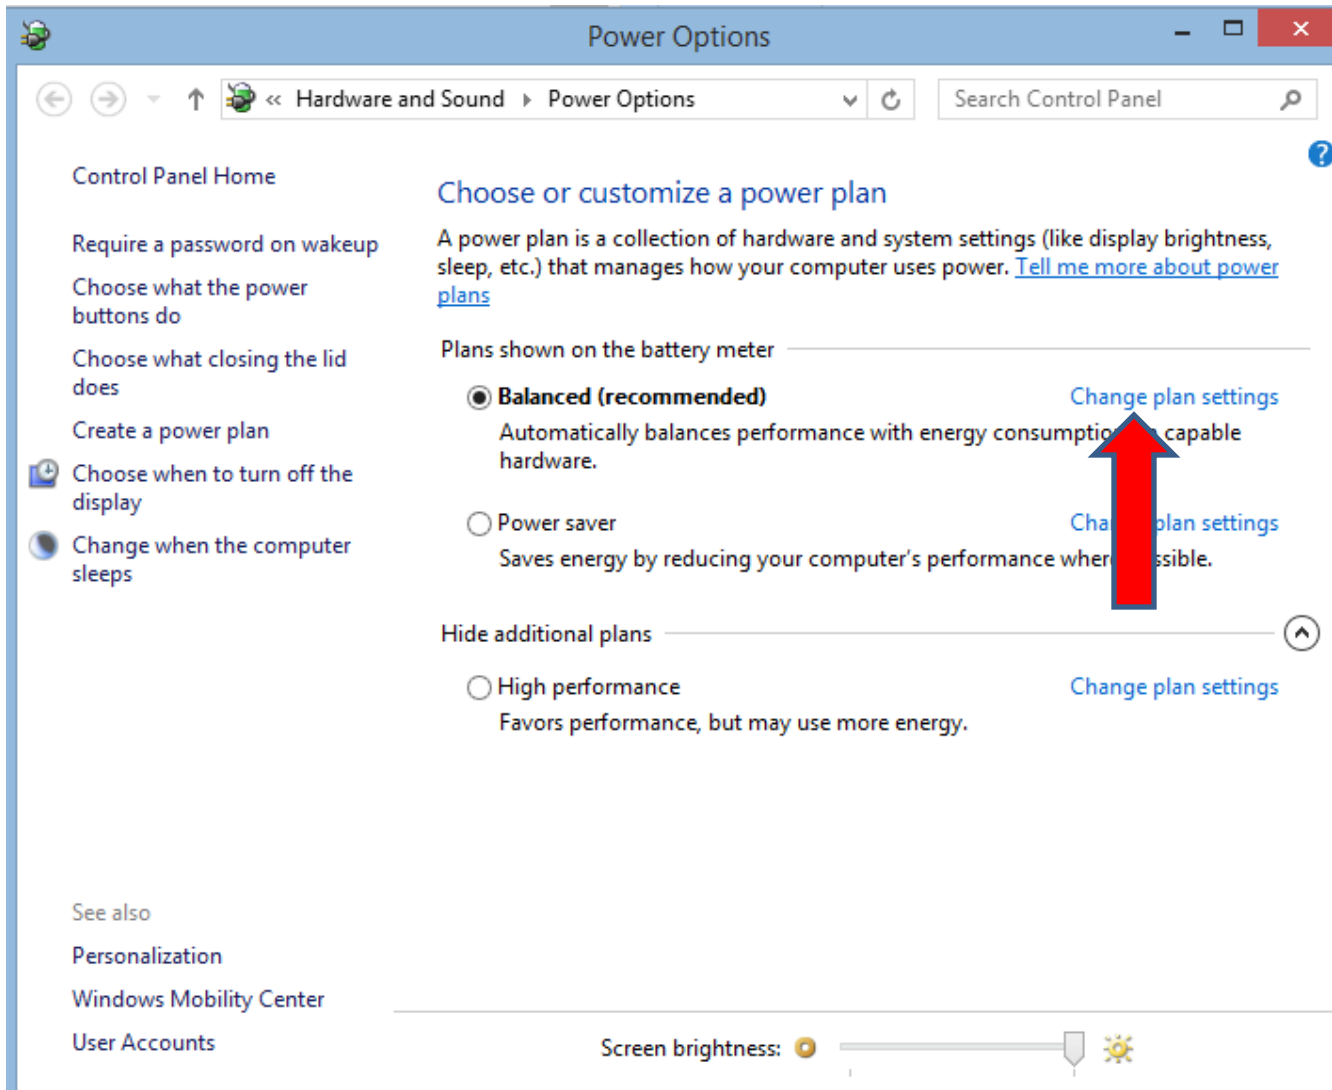 Power Options
« Hardware and Sound Power Options
Search Control Panel
?
Control Panel Home
Require a password on wakeup
Choose what the power
buttons do
Choose what closing the lid
does
Create a power plan
Choose when to turn off the
display
Change when the computer
sleeps
Choose or customize a power plan
A power plan is a collection of hardware and system settings (like display brightness,
sleep, etc.) that manages how your computer uses power. Tell me more about power
plans
Plans shown on the battery meter
Balanced (recommended) Change plan settings
Automatically balances performance with energy capable
hardware.
Power saver plan settings
Saves energy by reducing your computer's performance
Hide additional plans
High performance Change plan settings
Favors performance, but may use more energy.
See also
Personalization
Windows Mobility Center
User Accounts
Screen brightness: